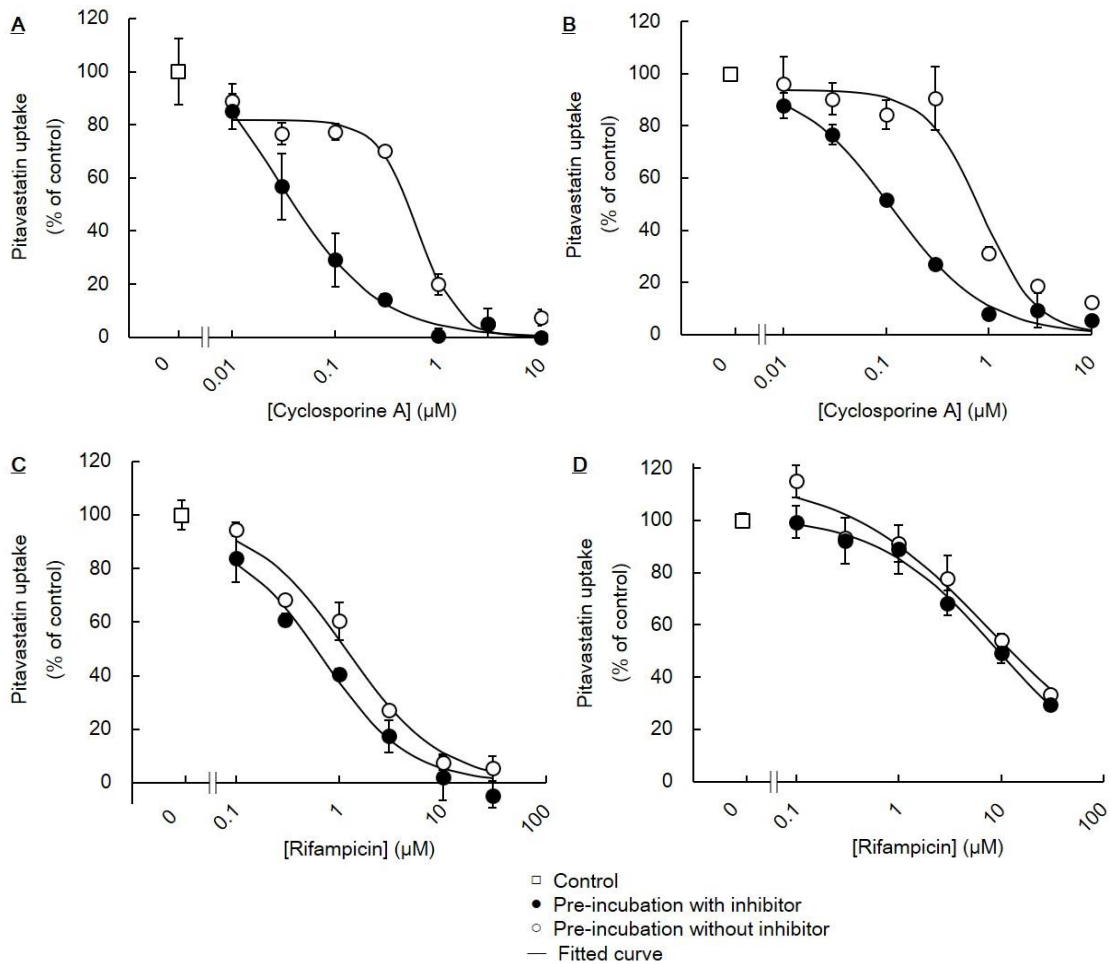 A
120
100
80
60
40
20
0
Pitavastatin uptake
(% of control)
0
0.01
0.1
1
10
[Cyclosporine A] (µM)
B
120
100
80
60
40
20
0
Pitavastatin uptake
(% of control)
0
0.01
0.1
1
10
[Cyclosporine A] (µM)
C
120
100
80
60
40
20
0
Pitavastatin uptake
(% of control)
0
0.1
1
10
100
[Rifampicin] (µM)
D
120
100
80
60
40
20
0
Pitavastatin uptake
(% of control)
0
0.1
1
10
100
[Rifampicin] (µM)
Control
Pre-incubation with inhibitor
Pre-incubation without inhibitor
Fitted curve